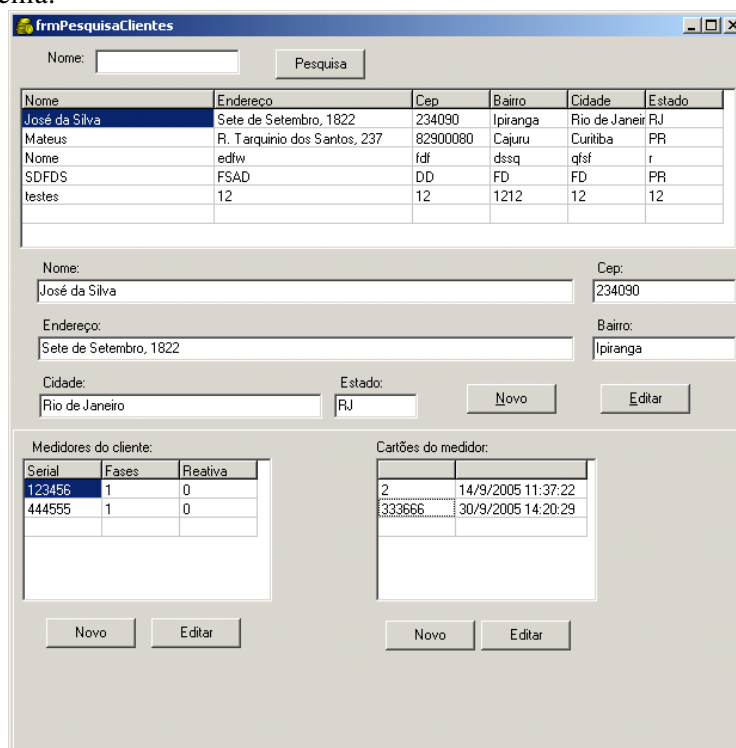 frmPesquisaClientes
Nome:
Pesquisa
Nome Endereço Cep Bairro Cidade Estado
José da Silva Sete de Setembro, 1822 234090 Ipiranga Rio de Janeir RJ
Mateus R. Tarquinio dos Santos, 237 82900080 Cajuru Curitiba PR
Nome edfw fdf dssq qfsf r
SDFDS FSAD DD FD FD PR
testes 12 12 1212 12 12
Nome: Cep:
José da Silva 234090
Endereço: Bairro:
Sete de Setembro, 1822 Ipiranga
Cidade: Estado:
Rio de Janeiro RJ Novo Editar
Medidores do cliente: Cartões do medidor:
Serial Fases Reativa
123456 1 0 2 14/9/2005 11:37:22
444555 1 0 333666 30/9/2005 14:20:29
Novo Editar Novo Editar